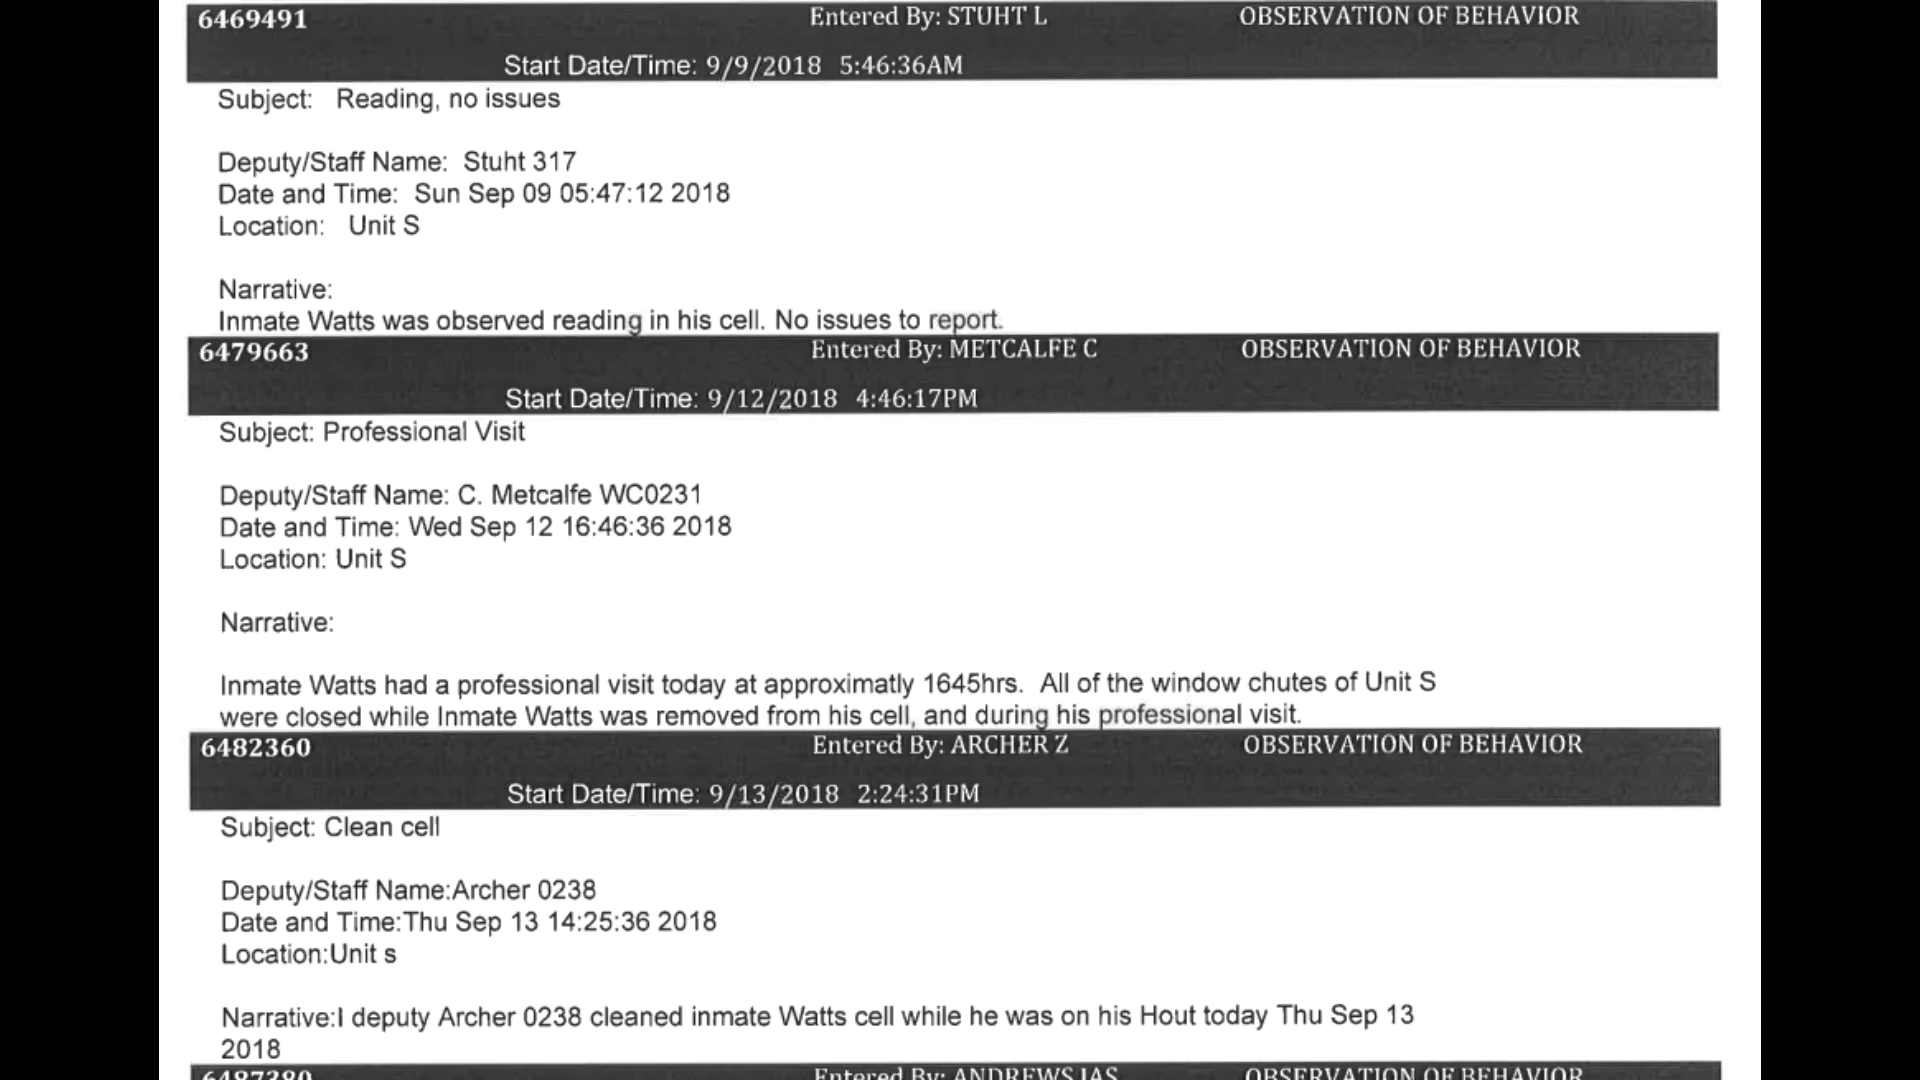 6469491 Entered By: STUHT L OBSERVATION OF BEHAVIOR
Start Date/Time: 9/9/2018 5:46:36AM
Subject: Reading, no issues
Deputy/Staff Name: Stuht 317
Date and Time: Sun Sep 09 05:47:12 2018
Location: Unit S
Narrative:
Inmate Watts was observed reading in his cell. No issues to report.
6479663 Entered By: METCALFE C OBSERVATION OF BEHAVIOR
Start Date/Time: 9/12/2018 4:46:17PM
Subject: Professional Visit
Deputy/Staff Name: C. Metcalfe WC0231
Date and Time: Wed Sep 12 16:46:36 2018
Location: Unit S
Narrative:
Inmate Watts had a professional visit today at approximatly 1645hrs. All of the window chutes of Unit S
were closed while Inmate Watts was removed from his cell, and during his professional visit.
6482360 Entered By: ARCHER Z OBSERVATION OF BEHAVIOR
Start Date/Time: 9/13/2018 2:24:31PM
Subject: Clean cell
Deputy/Staff Name:Archer 0238
Date and Time:Thu Sep 13 14:25:36 2018
Location:Unit s
Narrative:I deputy Archer 0238 cleaned inmate Watts cell while he was on his Hout today Thu Sep 13
2018
6487380 Entered By: ANDREWS JAS OBSERVATION OF BEHAVIOR